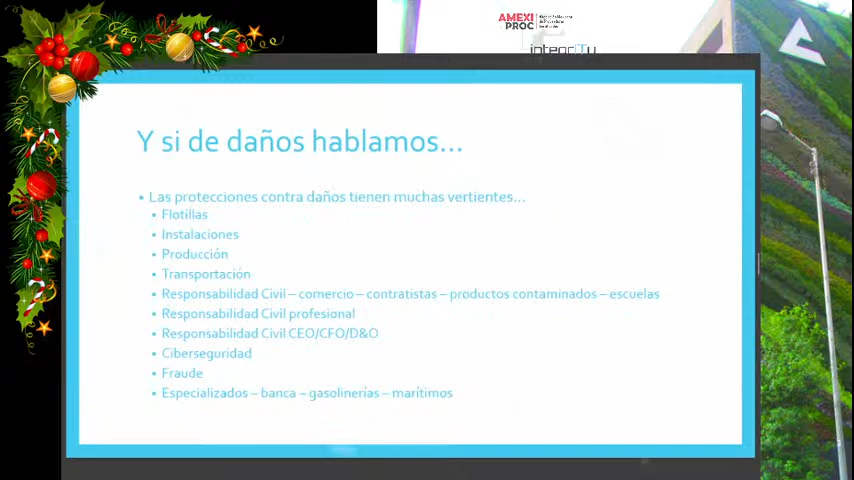 AMEXI
PROC
integrITy
Y si de daños hablamos...
• Las protecciones contra daños tienen muchas vertientes...
• Flotillas
• Instalaciones
• Producción
• Transportación
• Responsabilidad Civil – comercio – contratistas – productos contaminados – escuelas
• Responsabilidad Civil profesional
• Responsabilidad Civil CEO/CFO/D&O
• Ciberseguridad
• Fraude
• Especializados – banca – gasolinerías – marítimos